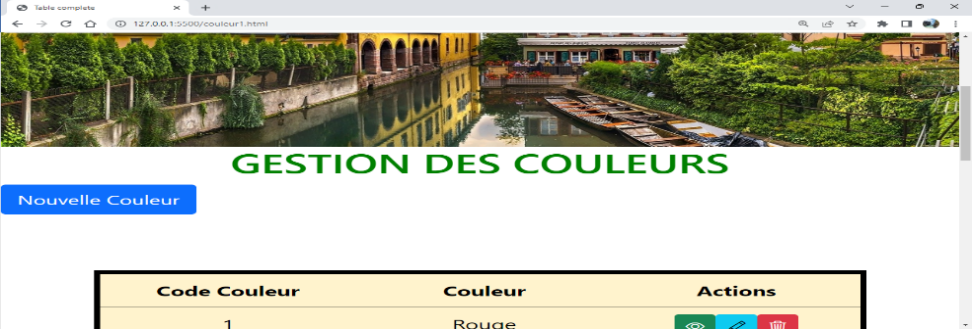 Table complete
127.0.0.1:5500/couleur1.html
GESTION DES COULEURS
Nouvelle Couleur
Code Couleur Couleur Actions
1 Rouge